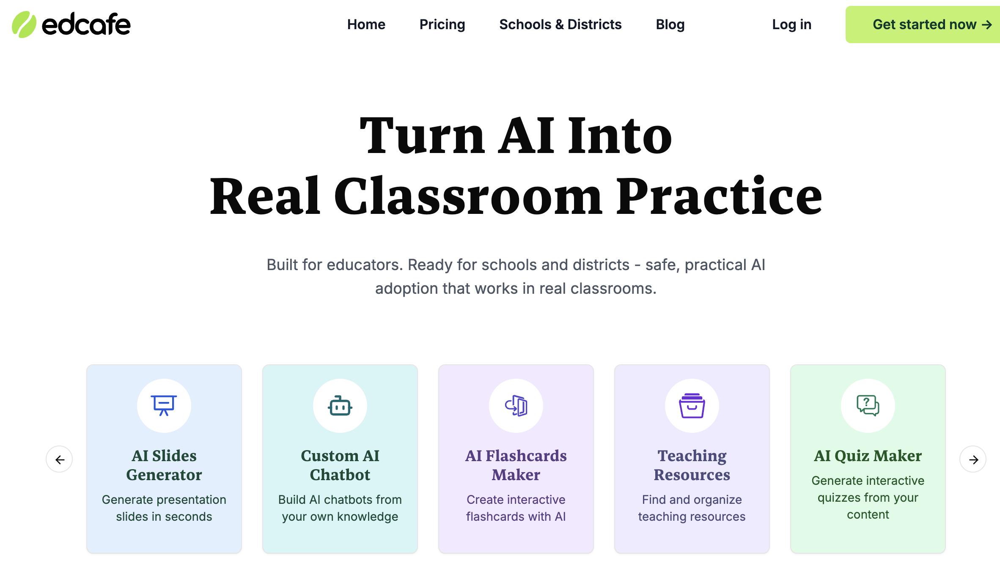 edcafe
Home
Pricing
Schools & Districts
Blog
Log in
Get started now →
Turn AI Into
Real Classroom Practice
Built for educators. Ready for schools and districts - safe, practical AI
adoption that works in real classrooms.
AI Slides
Generator
Generate presentation
slides in seconds
Custom AI
Chatbot
Build AI chatbots from
your own knowledge
AI Flashcards
Maker
Create interactive
flashcards with AI
Teaching
Resources
Find and organize
teaching resources
AI Quiz Maker
Generate interactive
quizzes from your
content